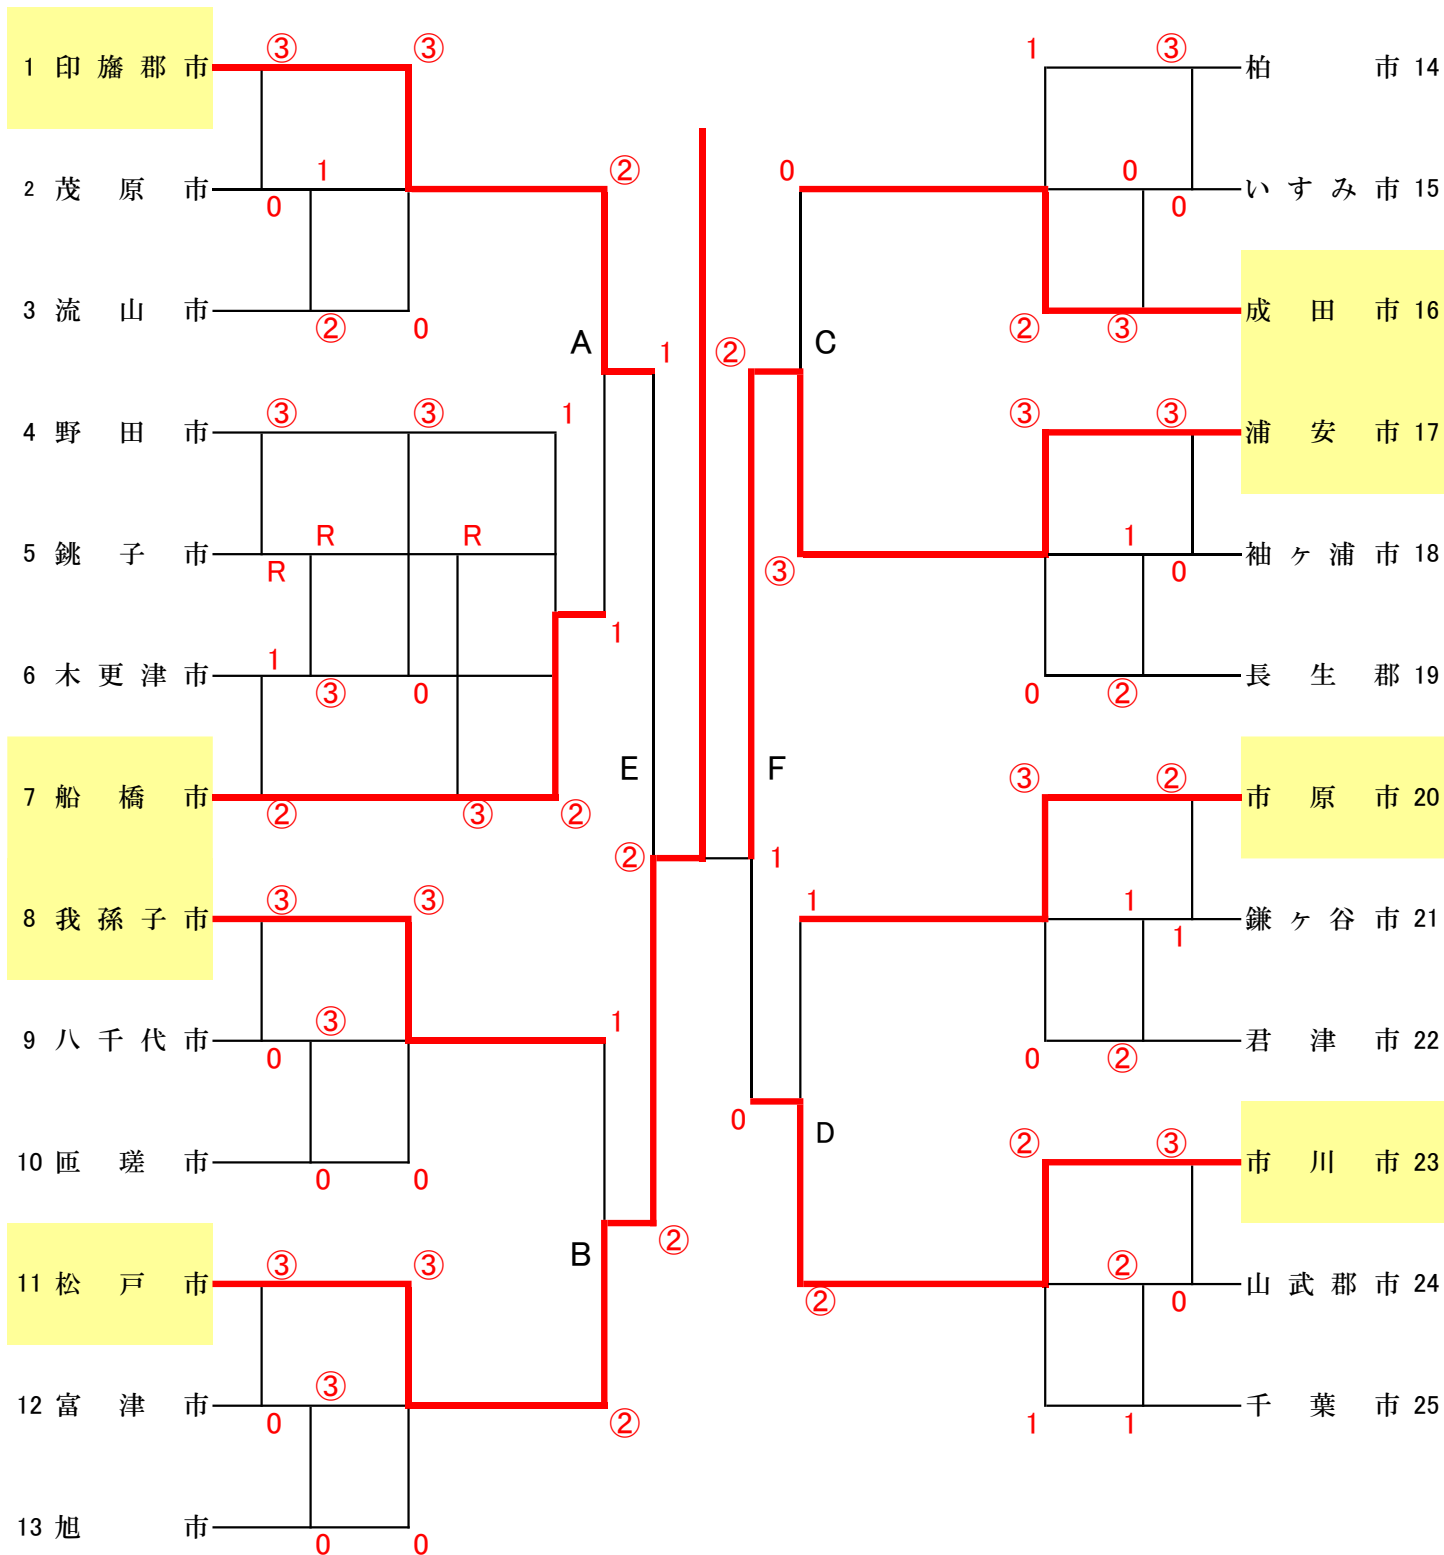 ③ ③ 1 ③
1 印旛郡市 柏市 14
1 ② 0 0
2 茂原市 いすみ市 15
0 0
3 流山市 成田市 16
② 0 ② ③
A 1 ② C
③ ③ 1 ③ ③
4 野田市 浦安市 17
R R 1
5 銚子市 袖ヶ浦市 18
R ③ 0
1 1
6 木更津市 長生郡 19
③ 0 0 ②
E F ③ ②
7 船橋市 市原市 20
② ③ ②
② 1
③ ③ 1 1
8 我孫子市 鎌ヶ谷市 21
1
③ 1
9 八千代市 君津市 22
0 0 ②
0 D
③ ... ② ③
10 匝瑳市 市川市 23
0 0
B ②
③ ③ ②
11 松戸市 山武郡市 24
② 0
③
12 富津市 千葉市 25
0 ② 1 1
13 旭市
0 0